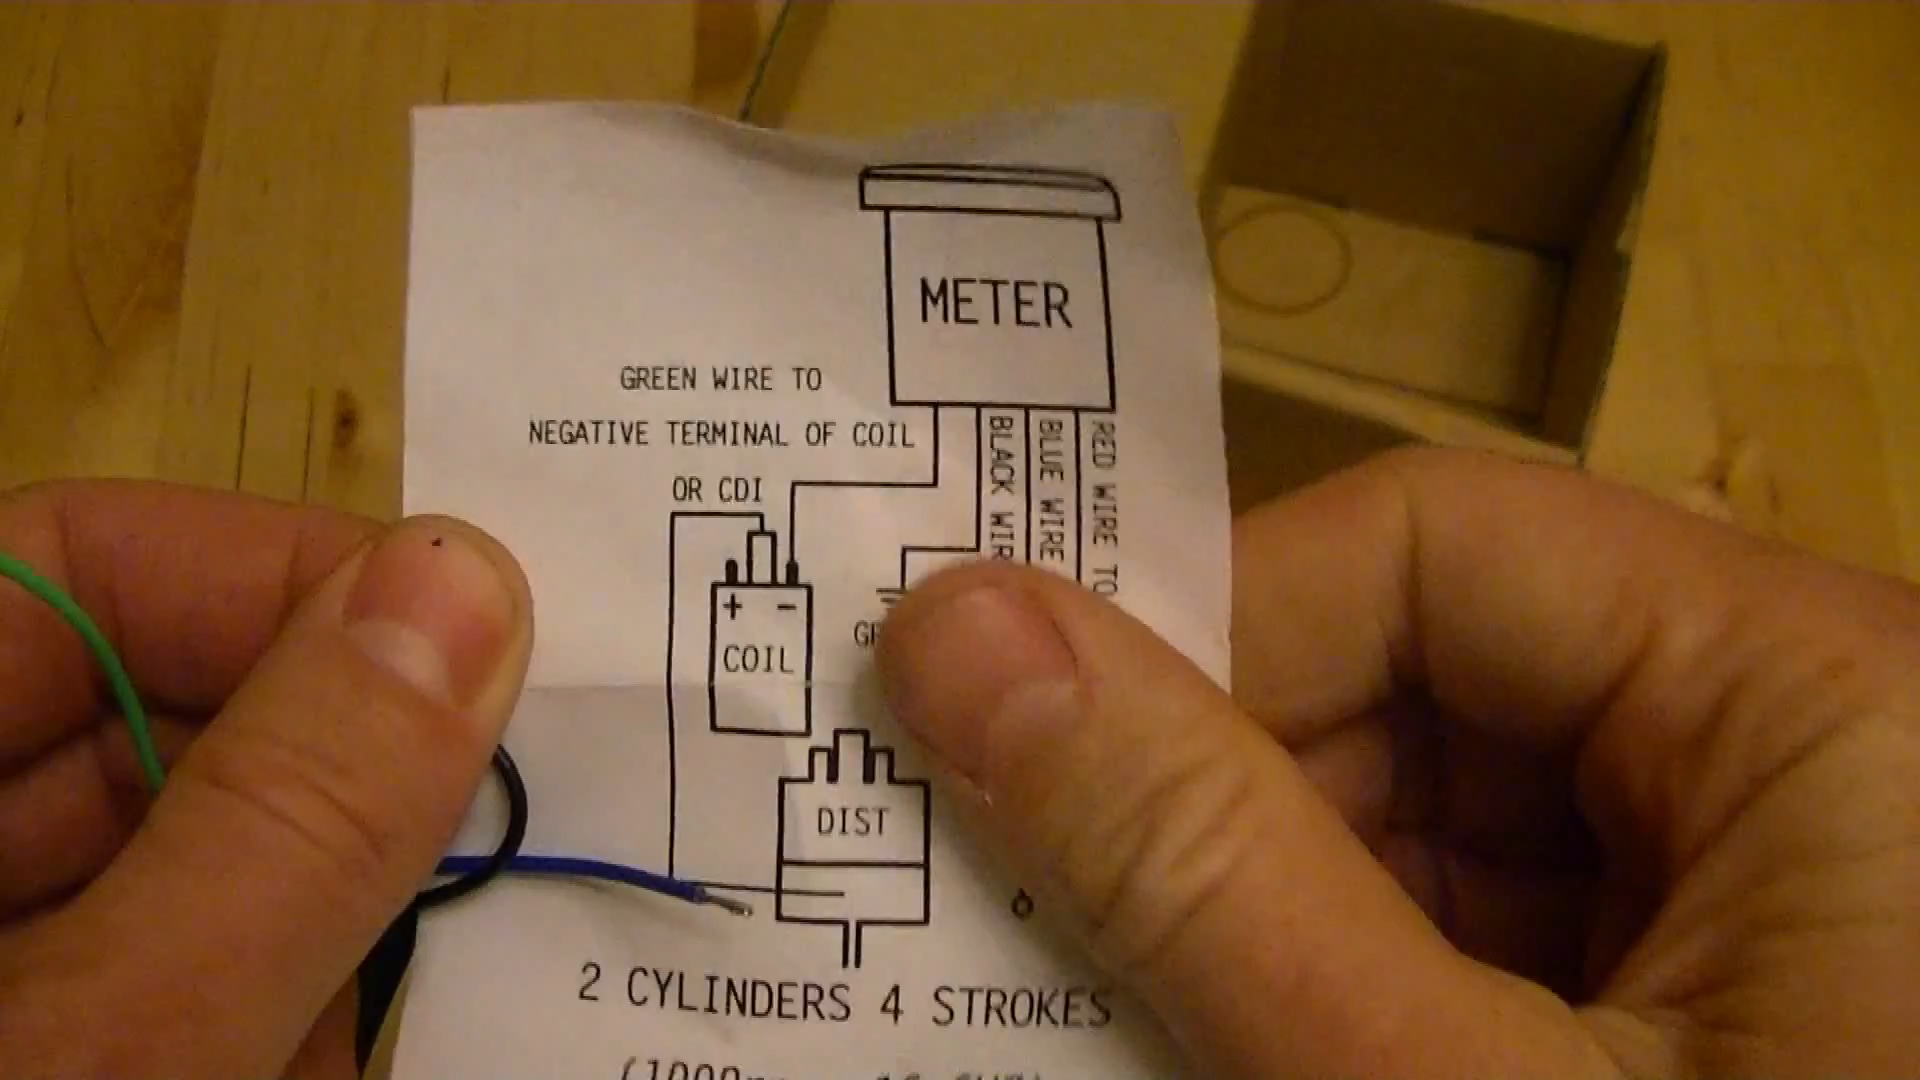 METER
GREEN WIRE TO
NEGATIVE TERMINAL OF COIL
OR CDI
BLACK
BLUE WIRE
RED WIRE TO
+ -
COIL
DIST
2 CYLINDERS 4 STROKES